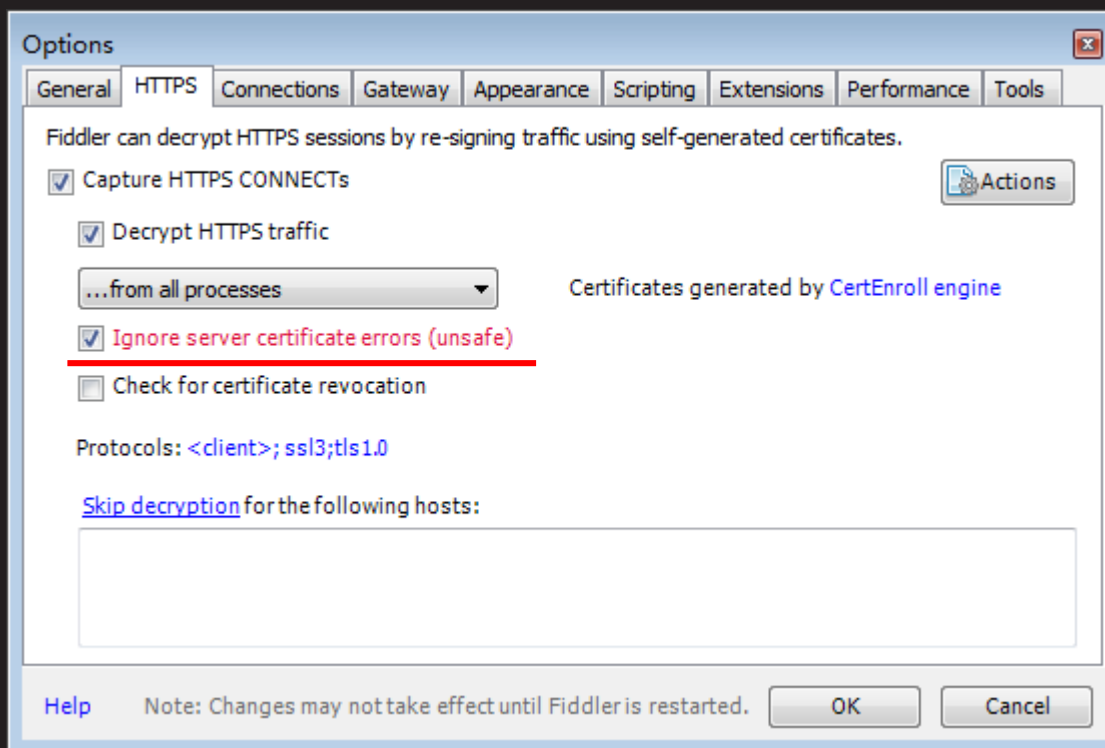 Options
General HTTPS Connections Gateway Appearance Scripting Extensions Performance Tools
Fiddler can decrypt HTTPS sessions by re-signing traffic using self-generated certificates.
Capture HTTPS CONNECTs
Actions
Decrypt HTTPS traffic
...from all processes
Certificates generated by CertEnroll engine
Ignore server certificate errors (unsafe)
Check for certificate revocation
Protocols: <client>; ssl3;tls1.0
Skip decryption for the following hosts:
Help Note: Changes may not take effect until Fiddler is restarted. OK Cancel